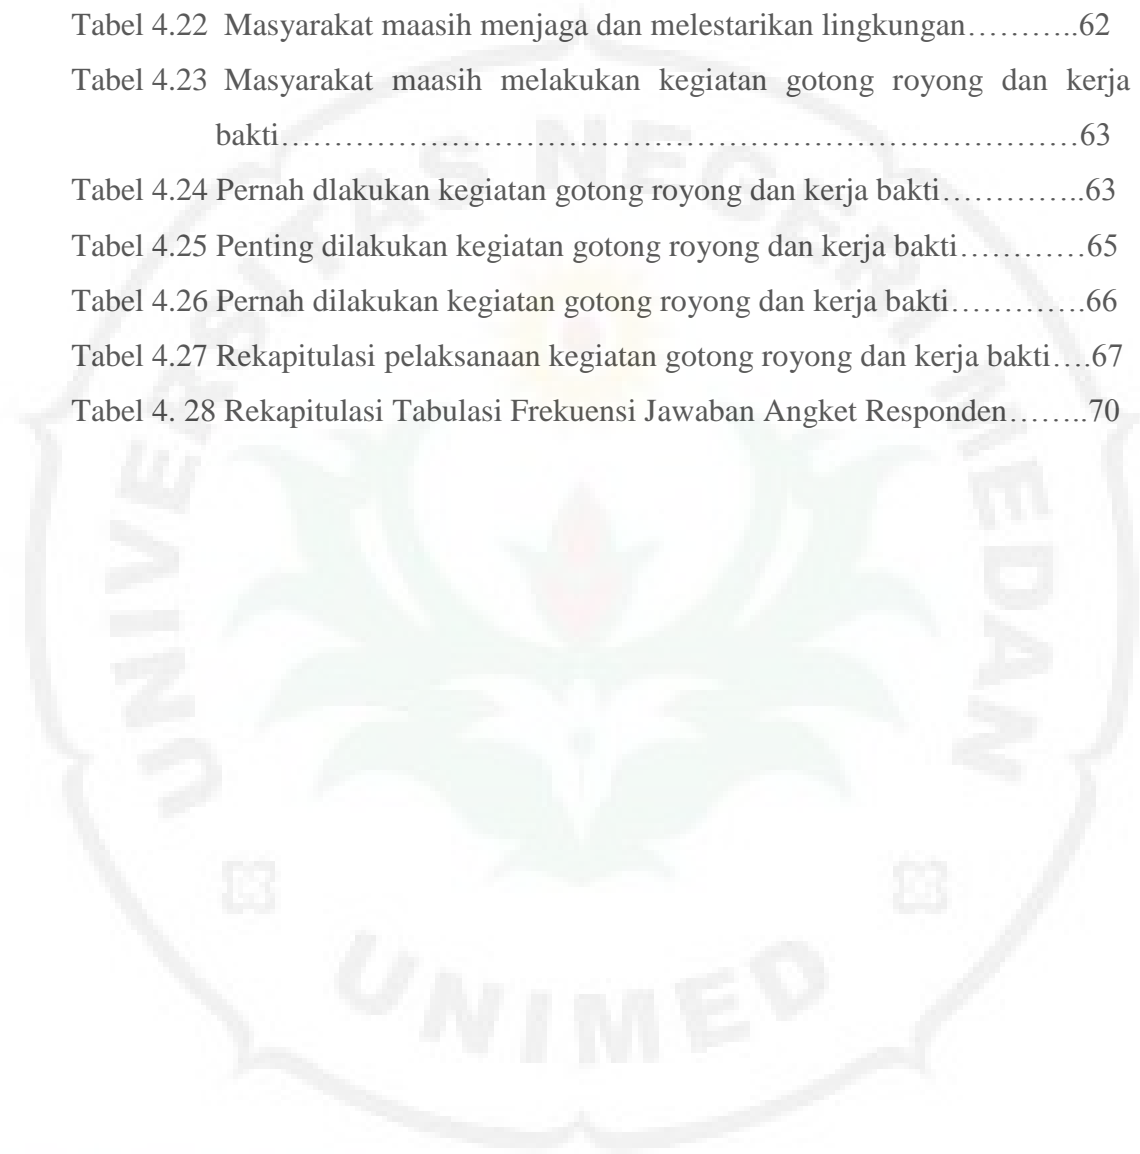 Tabel 4.22  Masyarakat maasih menjaga dan melestarikan lingkungan………..62
Tabel 4.23 Masyarakat maasih melakukan kegiatan gotong royong dan kerja
bakti…………………………………………………………………63
Tabel 4.24 Pernah dlakukan kegiatan gotong royong dan kerja bakti…………..63
Tabel 4.25 Penting dilakukan kegiatan gotong royong dan kerja bakti…………65
Tabel 4.26 Pernah dilakukan kegiatan gotong royong dan kerja bakti………….66
Tabel 4.27 Rekapitulasi pelaksanaan kegiatan gotong royong dan kerja bakti….67
Tabel 4. 28 Rekapitulasi Tabulasi Frekuensi Jawaban Angket Responden……..70
UNIVERSITAS NEGERI MEDAN
UNIMED